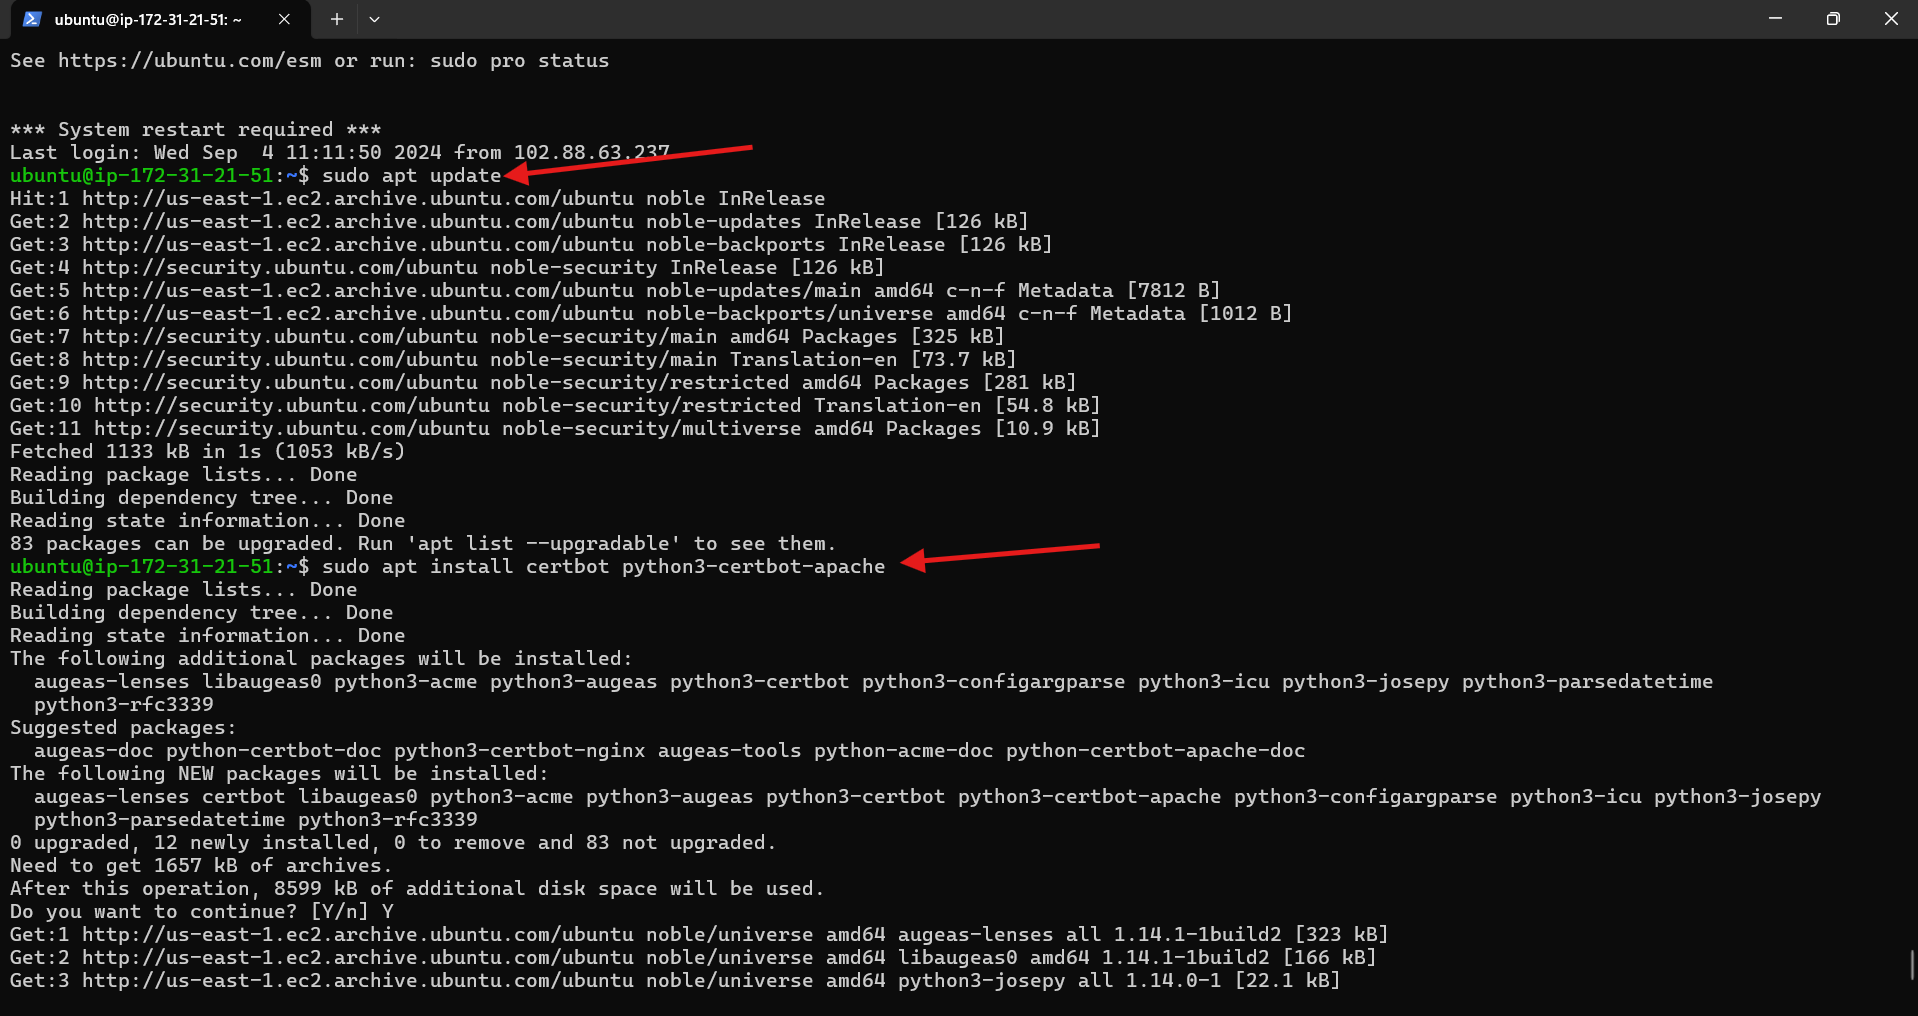 ubuntu@ip-172-31-21-51: ~
See https://ubuntu.com/esm or run: sudo pro status
*** System restart required ***
Last login: Wed Sep  4 11:11:50 2024 from 102.88.63.237
ubuntu@ip-172-31-21-51:~$ sudo apt update
Hit:1 http://us-east-1.ec2.archive.ubuntu.com/ubuntu noble InRelease
Get:2 http://us-east-1.ec2.archive.ubuntu.com/ubuntu noble-updates InRelease [126 kB]
Get:3 http://us-east-1.ec2.archive.ubuntu.com/ubuntu noble-backports InRelease [126 kB]
Get:4 http://security.ubuntu.com/ubuntu noble-security InRelease [126 kB]
Get:5 http://us-east-1.ec2.archive.ubuntu.com/ubuntu noble-updates/main amd64 c-n-f Metadata [7812 B]
Get:6 http://us-east-1.ec2.archive.ubuntu.com/ubuntu noble-backports/universe amd64 c-n-f Metadata [1012 B]
Get:7 http://security.ubuntu.com/ubuntu noble-security/main amd64 Packages [325 kB]
Get:8 http://security.ubuntu.com/ubuntu noble-security/main Translation-en [73.7 kB]
Get:9 http://security.ubuntu.com/ubuntu noble-security/restricted amd64 Packages [281 kB]
Get:10 http://security.ubuntu.com/ubuntu noble-security/restricted Translation-en [54.8 kB]
Get:11 http://security.ubuntu.com/ubuntu noble-security/multiverse amd64 Packages [10.9 kB]
Fetched 1133 kB in 1s (1053 kB/s)
Reading package lists... Done
Building dependency tree... Done
Reading state information... Done
83 packages can be upgraded. Run 'apt list --upgradable' to see them.
ubuntu@ip-172-31-21-51:~$ sudo apt install certbot python3-certbot-apache
Reading package lists... Done
Building dependency tree... Done
Reading state information... Done
The following additional packages will be installed:
  augeas-lenses libaugeas0 python3-acme python3-augeas python3-certbot python3-configargparse python3-icu python3-josepy python3-parsedatetime
  python3-rfc3339
Suggested packages:
  augeas-doc python-certbot-doc python3-certbot-nginx augeas-tools python-acme-doc python-certbot-apache-doc
The following NEW packages will be installed:
  augeas-lenses certbot libaugeas0 python3-acme python3-augeas python3-certbot python3-certbot-apache python3-configargparse python3-icu python3-josepy
  python3-parsedatetime python3-rfc3339
0 upgraded, 12 newly installed, 0 to remove and 83 not upgraded.
Need to get 1657 kB of archives.
After this operation, 8599 kB of additional disk space will be used.
Do you want to continue? [Y/n] Y
Get:1 http://us-east-1.ec2.archive.ubuntu.com/ubuntu noble/universe amd64 augeas-lenses all 1.14.1-1build2 [323 kB]
Get:2 http://us-east-1.ec2.archive.ubuntu.com/ubuntu noble/universe amd64 libaugeas0 amd64 1.14.1-1build2 [166 kB]
Get:3 http://us-east-1.ec2.archive.ubuntu.com/ubuntu noble/universe amd64 python3-josepy all 1.14.0-1 [22.1 kB]